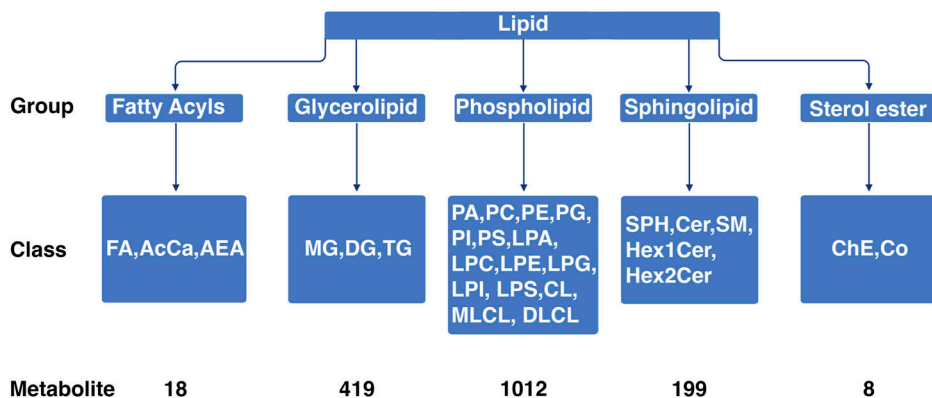 Lipid
Group Fatty Acyls Glycerolipid Phospholipid Sphingolipid Sterol ester
Class
FA,AcCa,AEA
MG,DG,TG
PA,PC,PE,PG,
PI,PS,LPA,
LPC,LPE,LPG,
LPI, LPS,CL,
MLCL, DLCL
SPH,Cer,SM,
Hex1Cer,
Hex2Cer
ChE,Co
Metabolite 18 419 1012 199 8